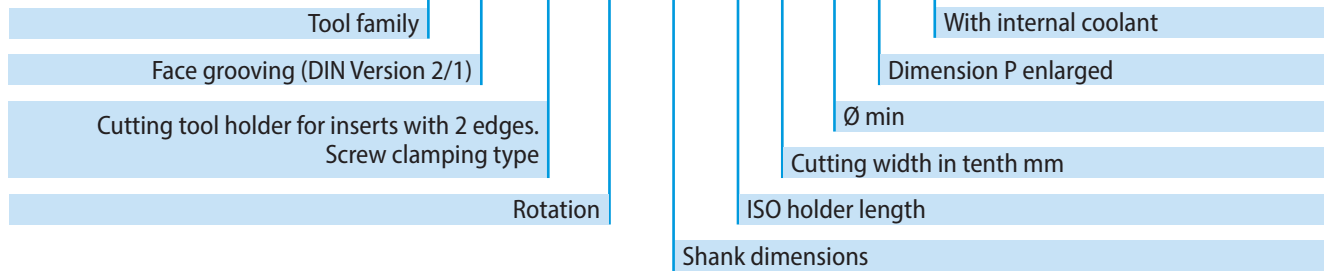 Tool family
With internal coolant
Face grooving (DIN Version 2/1)
Dimension P enlarged
Cutting tool holder for inserts with 2 edges.
Screw clamping type
Ø min
Cutting width in tenth mm
Rotation
ISO holder length
Shank dimensions